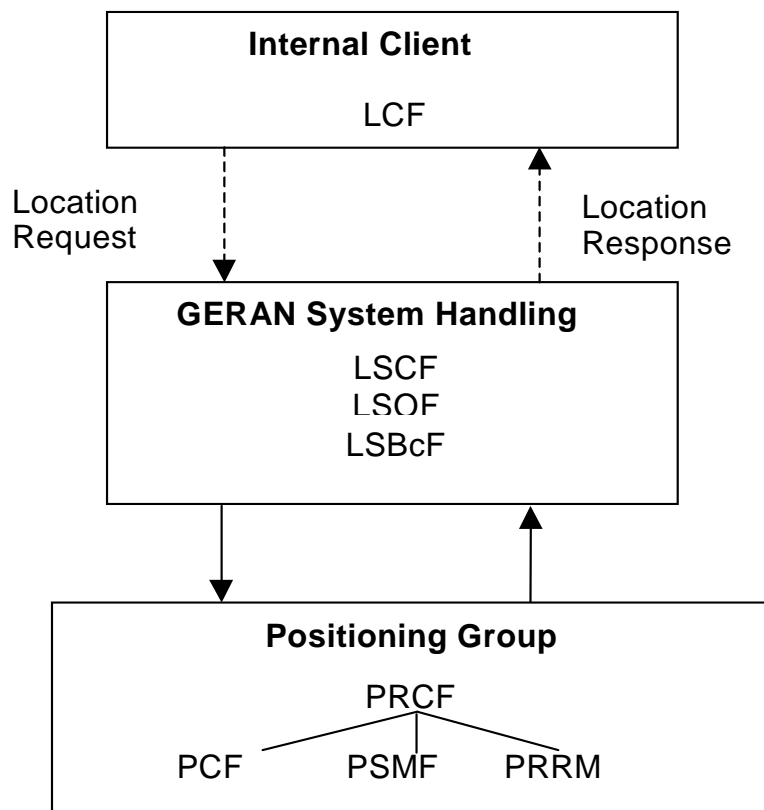 Internal Client
LCF
Location
Request
Location
Response
GERAN System Handling
LSCF
LSOF
LSBcF
Positioning Group
PRCF
PCF PSMF PRRM